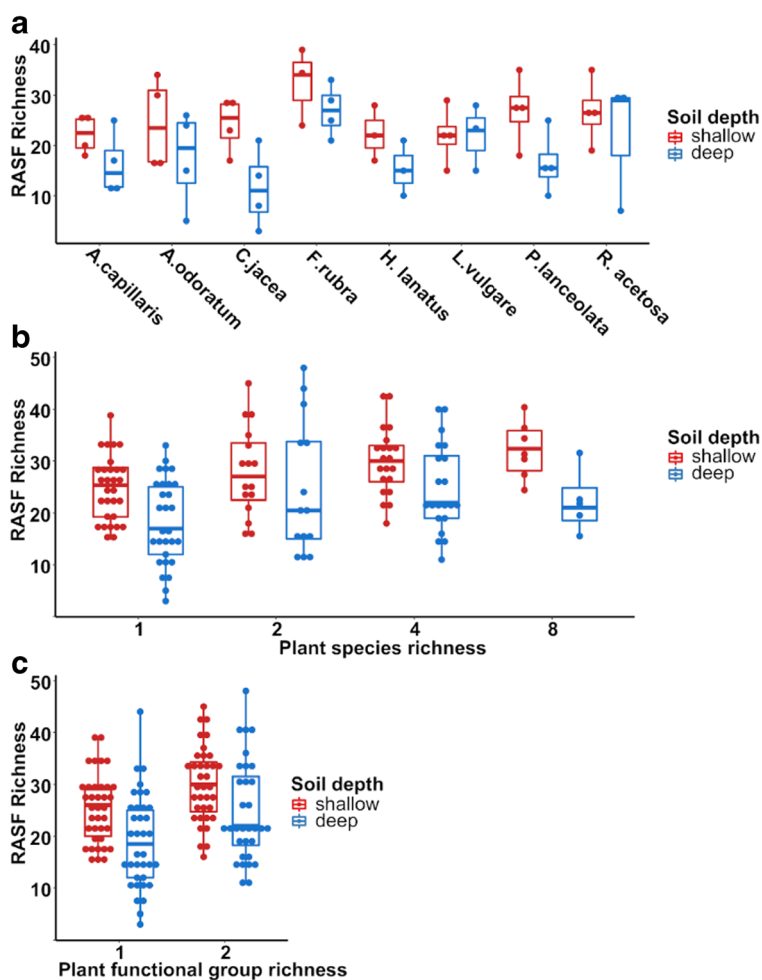 a
40
30
20
10
RASF Richness
A.capillaris
A.odoratum
C.jacea
F.rubra
H. lanatus
L.vulgare
P.lanceolata
R. acetosa
Soil depth
shallow
deep
b
50
40
30
20
10
RASF Richness
1
2
4
8
Plant species richness
Soil depth
shallow
deep
c
50
40
30
20
10
RASF Richness
1
2
Plant functional group richness
Soil depth
shallow
deep